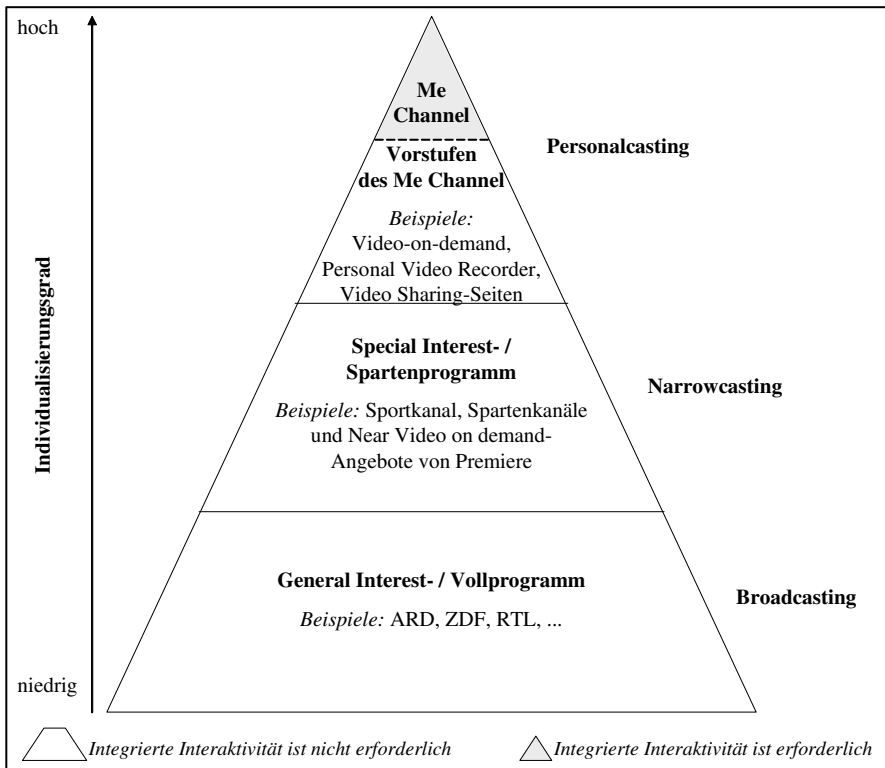 hoch
Me
Channel
Personalcasting
Vorstufen
des Me Channel
Beispiele:
Video-on-demand,
Personal Video Recorder,
Video Sharing-Seiten
Individualisierungsgrad
Special Interest- /
Spartenprogramm
Narrowcasting
Beispiele: Sportkanal, Spartenkanäle
und Near Video on demand-
Angebote von Premiere
General Interest- / Vollprogramm
Broadcasting
Beispiele: ARD, ZDF, RTL, ...
niedrig
Integrierte Interaktivität ist nicht erforderlich
Integrierte Interaktivität ist erforderlich